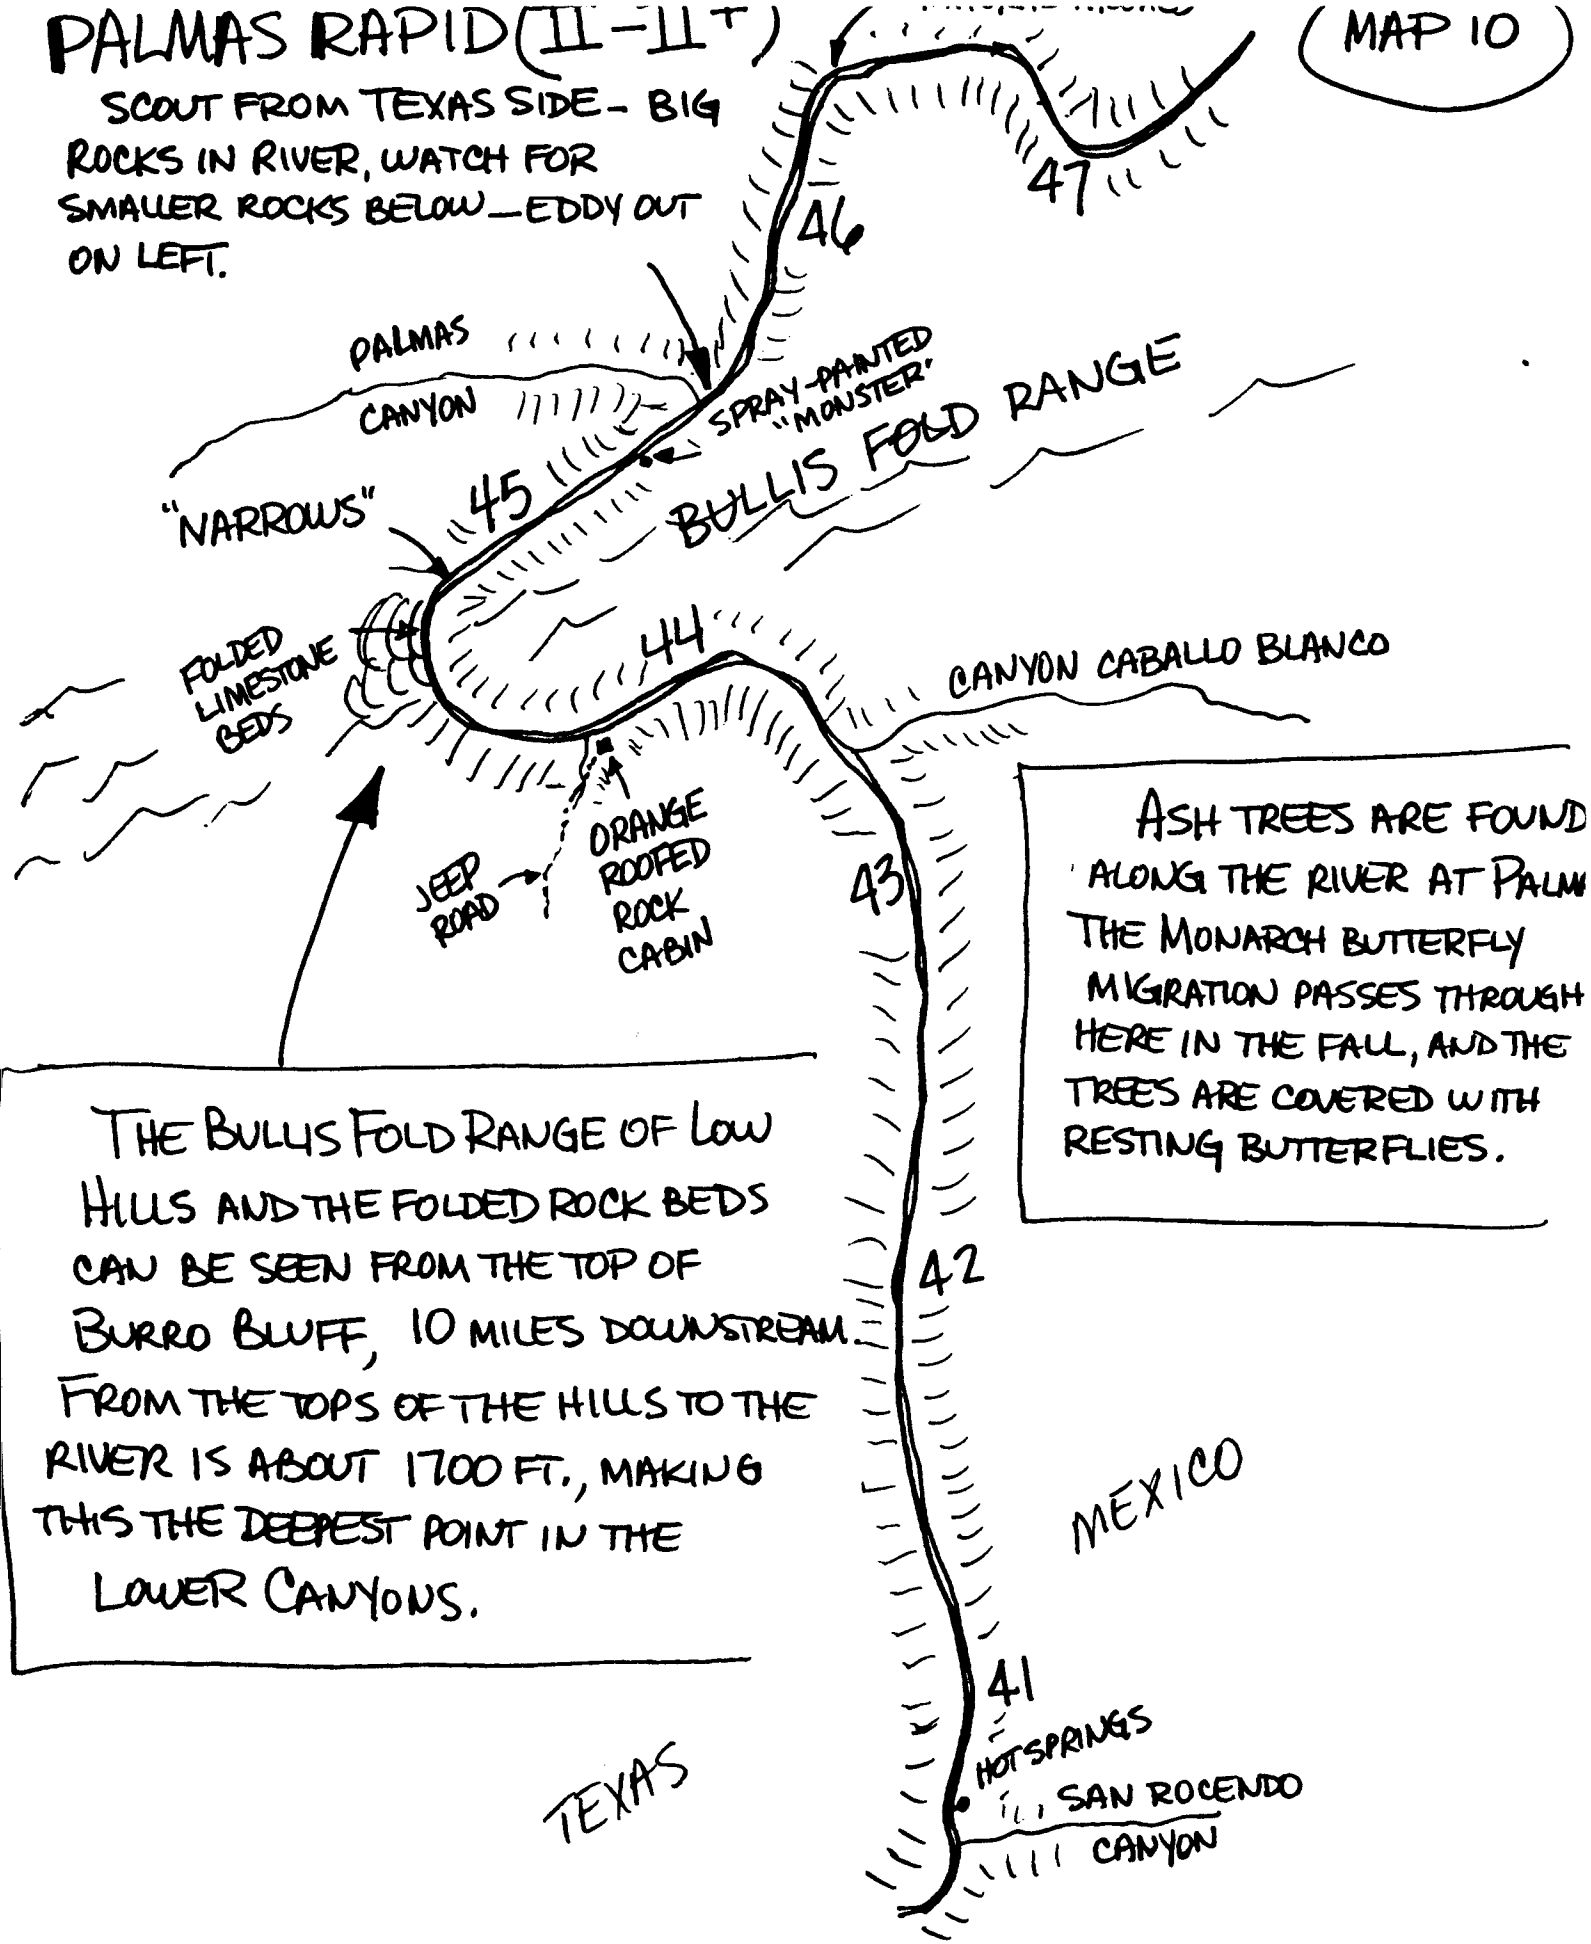 PALMAS RAPID (II-II+)
SCOUT FROM TEXAS SIDE - BIG
ROCKS IN RIVER, WATCH FOR
SMALLER ROCKS BELOW - EDDY OUT
ON LEFT.
MAP 10
47
46
PALMAS
CANYON
SPRAY-PAINTED
"MONSTER"
BULLIS FOLD RANGE
45
"NARROWS"
FOLDED
LIMESTONE
BEDS
44
CANYON CABALLO BLANCO
JEEP
ROAD
ORANGE
ROOFED
ROCK
CABIN
43
ASH TREES ARE FOUND
ALONG THE RIVER AT PALM
THE MONARCH BUTTERFLY
MIGRATION PASSES THROUGH
HERE IN THE FALL, AND THE
TREES ARE COVERED WITH
RESTING BUTTERFLIES.
THE BULLIS FOLD RANGE OF LOW
HILLS AND THE FOLDED ROCK BEDS
CAN BE SEEN FROM THE TOP OF
BURRO BLUFF, 10 MILES DOWNSTREAM.
FROM THE TOPS OF THE HILLS TO THE
RIVER IS ABOUT 1700 FT., MAKING
THIS THE DEEPEST POINT IN THE
LOWER CANYONS.
42
MEXICO
41
HOT SPRINGS
TEXAS
SAN ROCENDO
CANYON